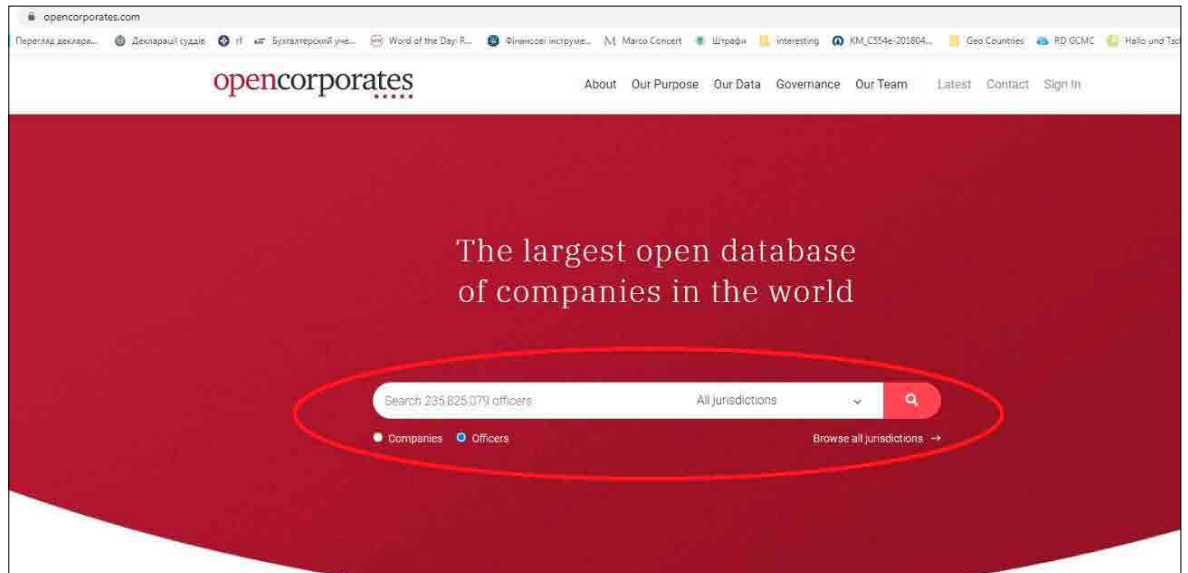 opencorporates.com
Перегляд деклара... Декларації суддів rf Бухгалтерский уче... Word of the Day: R... Фінансові інструме... Marco Concert Штрафи interesting KM_C554e-201804... Geo Countries RD GCMC Hallo und Tsc
opencorporates About Our Purpose Our Data Governance Our Team Latest Contact Sign In
The largest open database
of companies in the world
Search 235,825,079 officers All jurisdictions
Companies Officers Browse all jurisdictions →